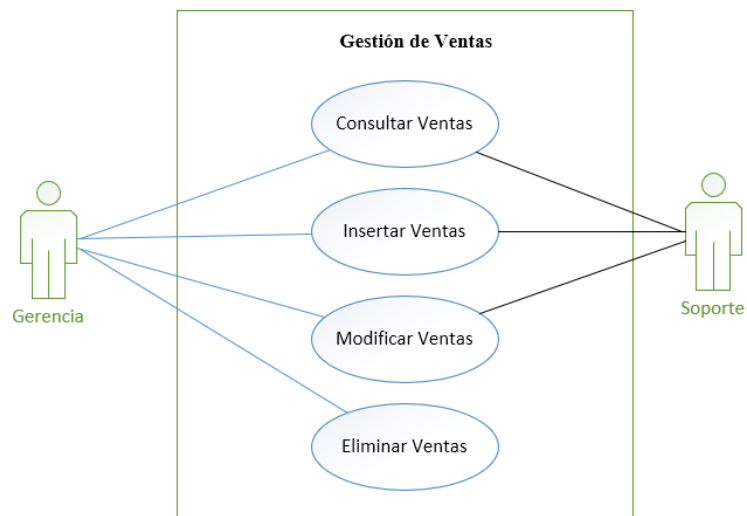 Gestión de Ventas
Consultar Ventas
Insertar Ventas
Modificar Ventas
Eliminar Ventas
Gerencia
Soporte